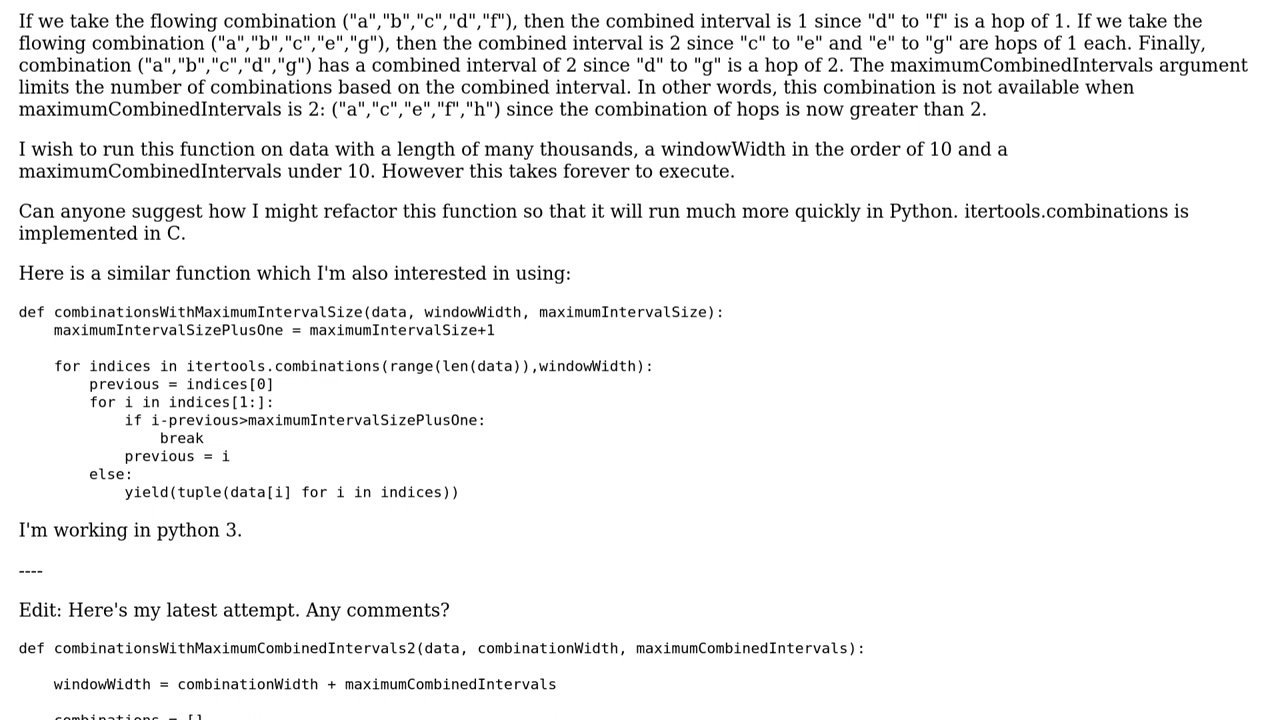 If we take the flowing combination ("a","b","c","d","f"), then the combined interval is 1 since "d" to "f" is a hop of 1. If we take the
flowing combination ("a","b","c","e","g"), then the combined interval is 2 since "c" to "e" and "e" to "g" are hops of 1 each. Finally,
combination ("a","b","c","d","g") has a combined interval of 2 since "d" to "g" is a hop of 2. The maximumCombinedIntervals argument
limits the number of combinations based on the combined interval. In other words, this combination is not available when
maximumCombinedIntervals is 2: ("a","c","e","f","h") since the combination of hops is now greater than 2.

I wish to run this function on data with a length of many thousands, a windowWidth in the order of 10 and a
maximumCombinedIntervals under 10. However this takes forever to execute.

Can anyone suggest how I might refactor this function so that it will run much more quickly in Python. itertools.combinations is
implemented in C.

Here is a similar function which I'm also interested in using:

def combinationsWithMaximumIntervalSize(data, windowWidth, maximumIntervalSize):
    maximumIntervalSizePlusOne = maximumIntervalSize+1

    for indices in itertools.combinations(range(len(data)),windowWidth):
        previous = indices[0]
        for i in indices[1:]:
            if i-previous>maximumIntervalSizePlusOne:
                break
            previous = i
        else:
            yield(tuple(data[i] for i in indices))

I'm working in python 3.

----

Edit: Here's my latest attempt. Any comments?

def combinationsWithMaximumCombinedIntervals2(data, combinationWidth, maximumCombinedIntervals):

    windowWidth = combinationWidth + maximumCombinedIntervals

    combinations = []